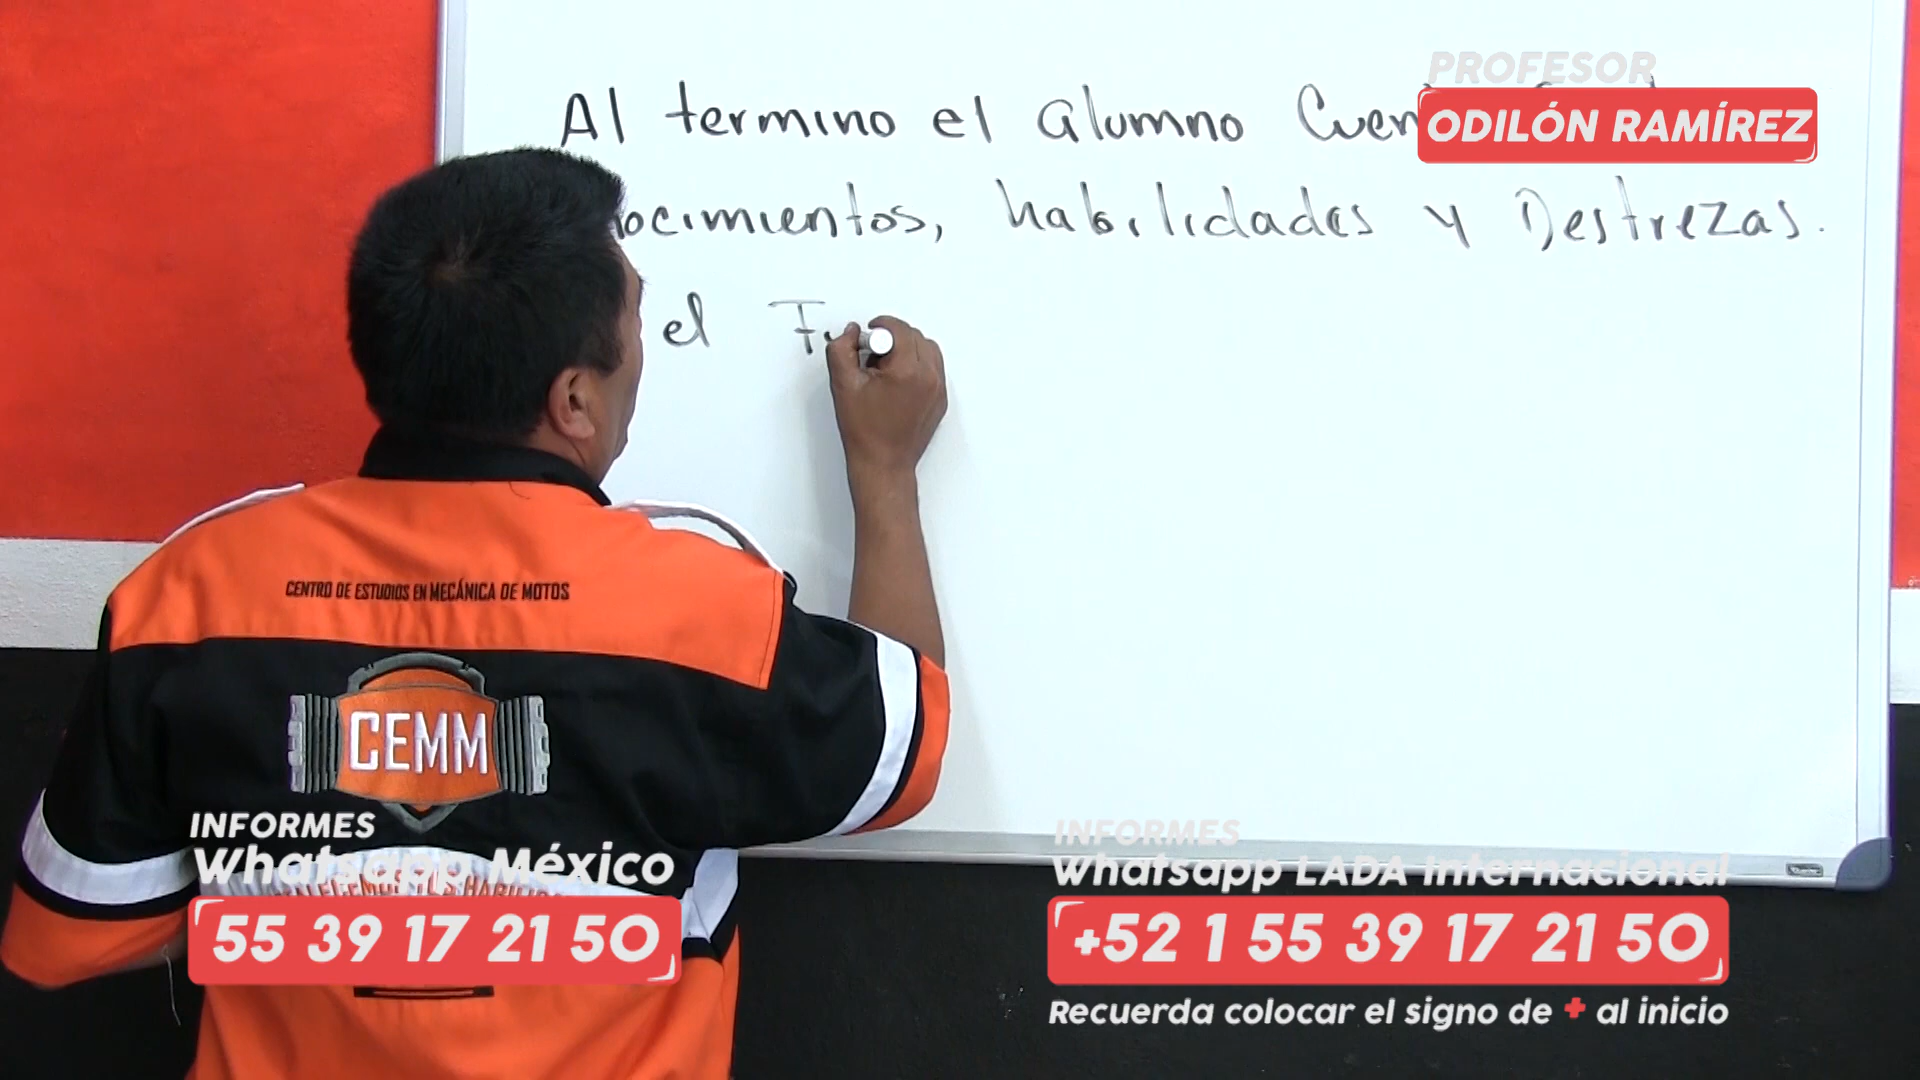 PROFESOR
ODILÓN RAMÍREZ
Al termino el alumno
ocimientos, habilidades y Destrezas.
el
CENTRO DE ESTUDIOS EN MECÁNICA DE MOTOS
CEMM
INFORMES
Whatsapp México
55 39 17 21 50
INFORMES
Whatsapp LADA Internacional
+52 1 55 39 17 21 50
Recuerda colocar el signo de + al inicio